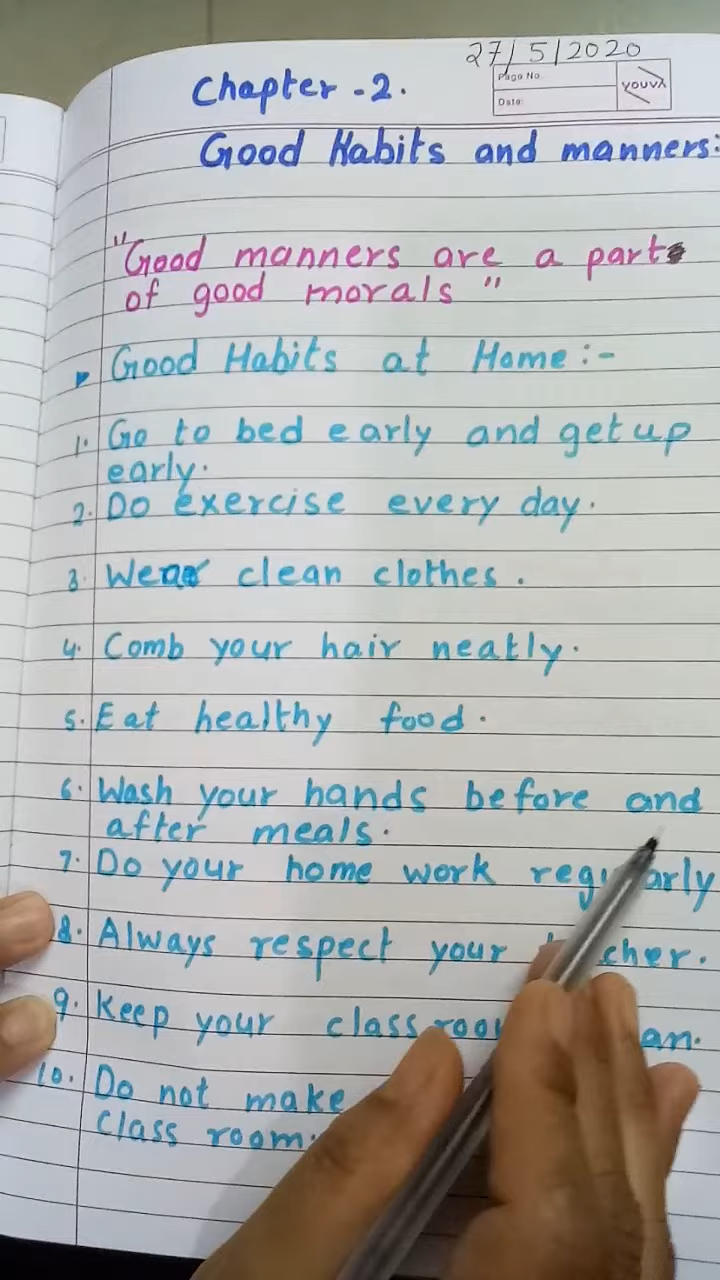 27/5/2020
Page No.
Date:
YOUVA
Chapter - 2.
Good Habits and manners:
"Good manners are a part
of good morals"
Good Habits at Home:-
1. Go to bed early and get up
early.
2. Do exercise every day.
3. Wear clean clothes.
4. Comb your hair neatly.
5. Eat healthy food.
6. Wash your hands before and
after meals.
7. Do your home work
8. Always respect your
9. Keep your class
10. Do not make
class room.